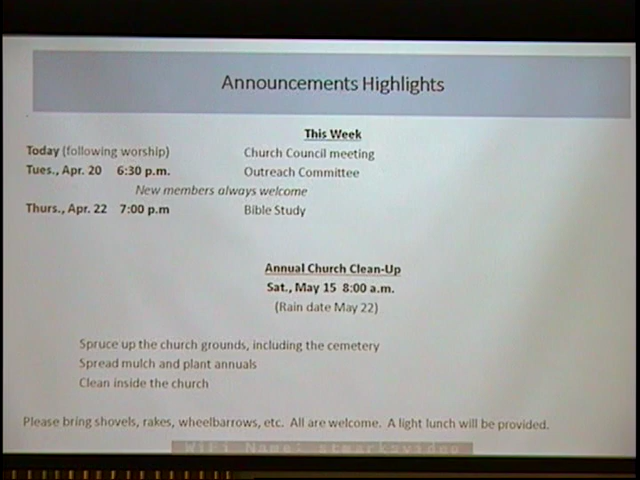 Announcements Highlights
This Week
Today (following worship) Church Council meeting
Tues., Apr. 20 6:30 p.m. Outreach Committee
New members always welcome
Thurs., Apr. 22 7:00 p.m Bible Study
Annual Church Clean-Up
Sat., May 15 8:00 a.m.
(Rain date May 22)
Spruce up the church grounds, including the cemetery
Spread mulch and plant annuals
Clean inside the church
Please bring shovels, rakes, wheelbarrows, etc. All are welcome. A light lunch will be provided.
WiFi Name: